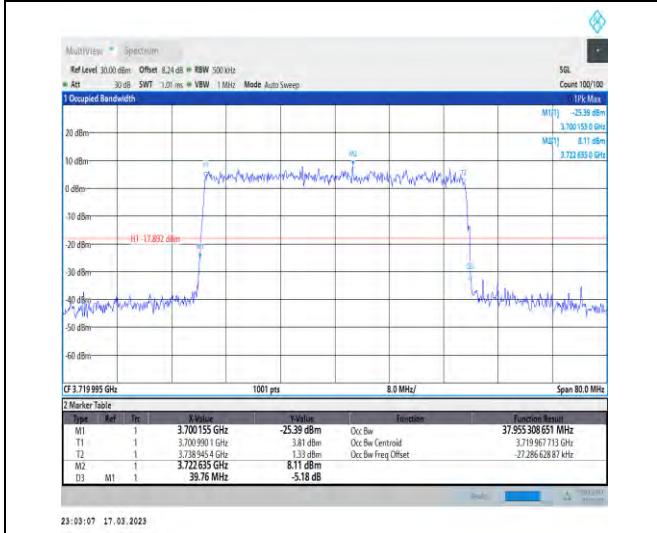 MultiView Spectrum
Ref Level 30.00 dBm Offset 8.24 dB RBW 500 kHz SGL
Att 30 dB SWT 1.01 ms VBW 1 MHz Mode Auto Sweep Count 100/100
1 Occupied Bandwidth 1Pk Max
M1[1] -25.39 dBm
3.700 155 0 GHz
M2[1] 8.11 dBm
3.722 635 0 GHz
20 dBm
10 dBm
M2
T1
T2
0 dBm
-10 dBm
H1 -17.892 dBm
-20 dBm
M1
-30 dBm
D3
-40 dBm
-50 dBm
-60 dBm
CF 3.719 995 GHz 1001 pts 8.0 MHz/ Span 80.0 MHz
2 Marker Table
Type Ref Trc X-Value Y-Value Function Function Result
M1 1 3.700 155 GHz -25.39 dBm Occ Bw 37.955 308 651 MHz
T1 1 3.700 990 1 GHz 3.81 dBm Occ Bw Centroid 3.719 967 713 GHz
T2 1 3.738 945 4 GHz 1.33 dBm Occ Bw Freq Offset -27.286 628 87 kHz
M2 1 3.722 635 GHz 8.11 dBm
D3 M1 1 39.76 MHz -5.18 dB
23:03:07 17.03.2023